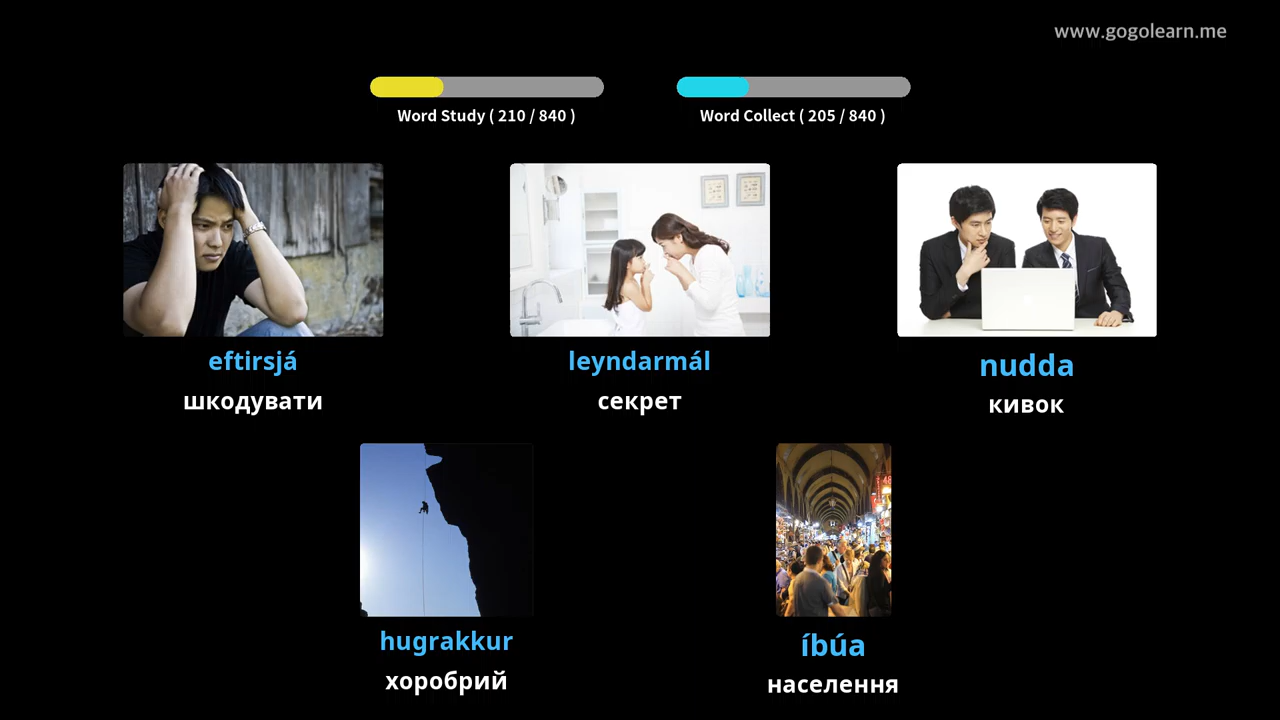 www.gogolearn.me
Word Study ( 210 / 840 )
Word Collect ( 205 / 840 )
eftirsjá
шкодувати
leyndarmál
секрет
nudda
кивок
hugrakkur
хоробрий
íbúa
населення